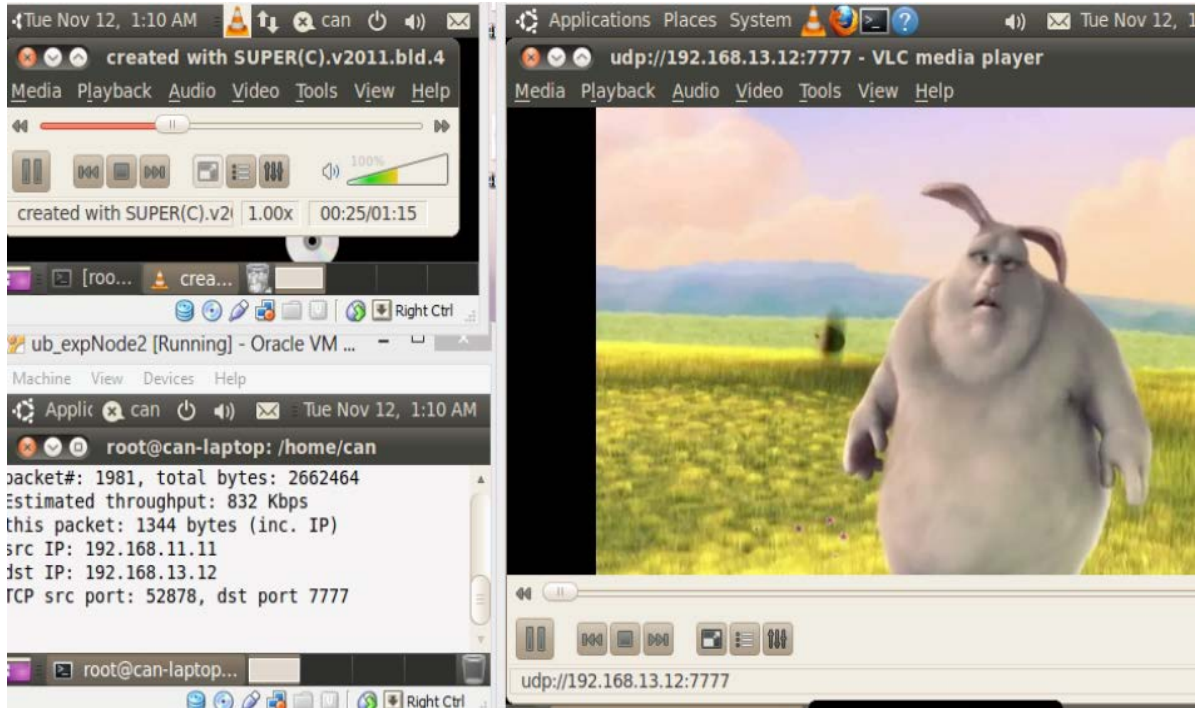 Tue Nov 12, 1:10 AM can
created with SUPER(C).v2011.bld.4
Media Playback Audio Video Tools View Help
100%
created with SUPER(C).v2 1.00x 00:25/01:15
[roo... crea...
Right Ctrl
ub_expNode2 [Running] - Oracle VM ...
Machine View Devices Help
Applic can Tue Nov 12, 1:10 AM
root@can-laptop: /home/can
packet#: 1981, total bytes: 2662464
Estimated throughput: 832 Kbps
this packet: 1344 bytes (inc. IP)
src IP: 192.168.11.11
dst IP: 192.168.13.12
TCP src port: 52878, dst port 7777
root@can-laptop...
Right Ctrl
Applications Places System Tue Nov 12, 1
udp://192.168.13.12:7777 - VLC media player
Media Playback Audio Video Tools View Help
udp://192.168.13.12:7777